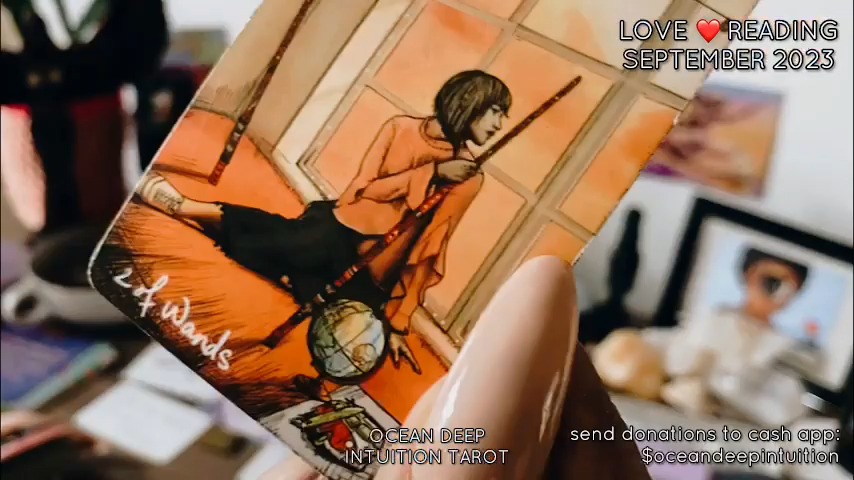 LOVE ❤️ READING
SEPTEMBER 2023
2 of Wands
OCEAN DEEP
INTUITION TAROT
send donations to cash app:
$oceandeepintuition